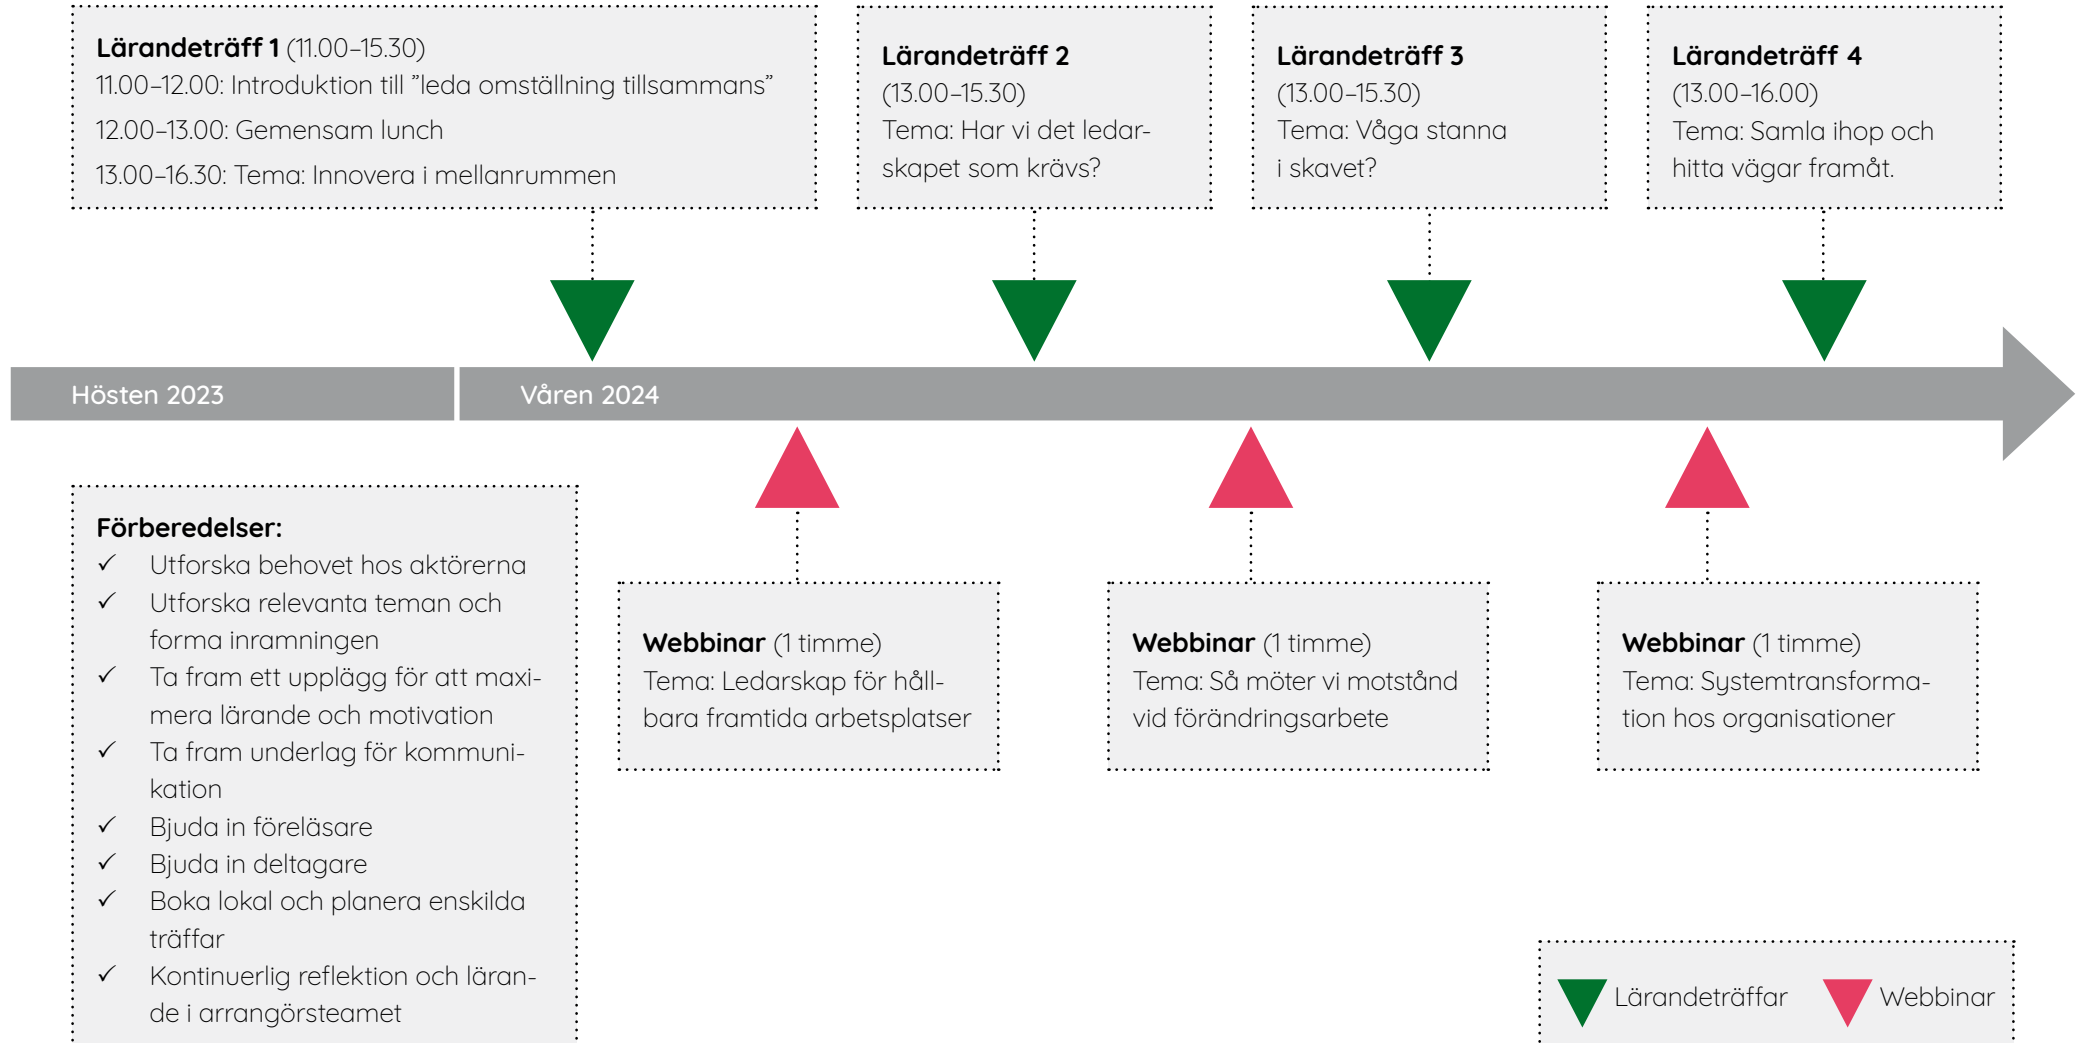 Lärandeträff 1 (11.00–15.30)
11.00–12.00: Introduktion till ”leda omställning tillsammans”
12.00–13.00: Gemensam lunch
13.00–16.30: Tema: Innovera i mellanrummen
Lärandeträff 2
(13.00–15.30)
Tema: Har vi det ledar-
skapet som krävs?
Lärandeträff 3
(13.00–15.30)
Tema: Våga stanna
i skavet?
Lärandeträff 4
(13.00–16.00)
Tema: Samla ihop och
hitta vägar framåt.
Hösten 2023
Våren 2024
Förberedelser:
✓ Utforska behovet hos aktörerna
✓ Utforska relevanta teman och
forma inramningen
✓ Ta fram ett upplägg för att maxi-
mera lärande och motivation
✓ Ta fram underlag för kommuni-
kation
✓ Bjuda in föreläsare
✓ Bjuda in deltagare
✓ Boka lokal och planera enskilda
träffar
✓ Kontinuerlig reflektion och läran-
de i arrangörsteamet
Webbinar (1 timme)
Tema: Ledarskap för håll-
bara framtida arbetsplatser
Webbinar (1 timme)
Tema: Så möter vi motstånd
vid förändringsarbete
Webbinar (1 timme)
Tema: Systemtransforma-
tion hos organisationer
Lärandeträffar
Webbinar